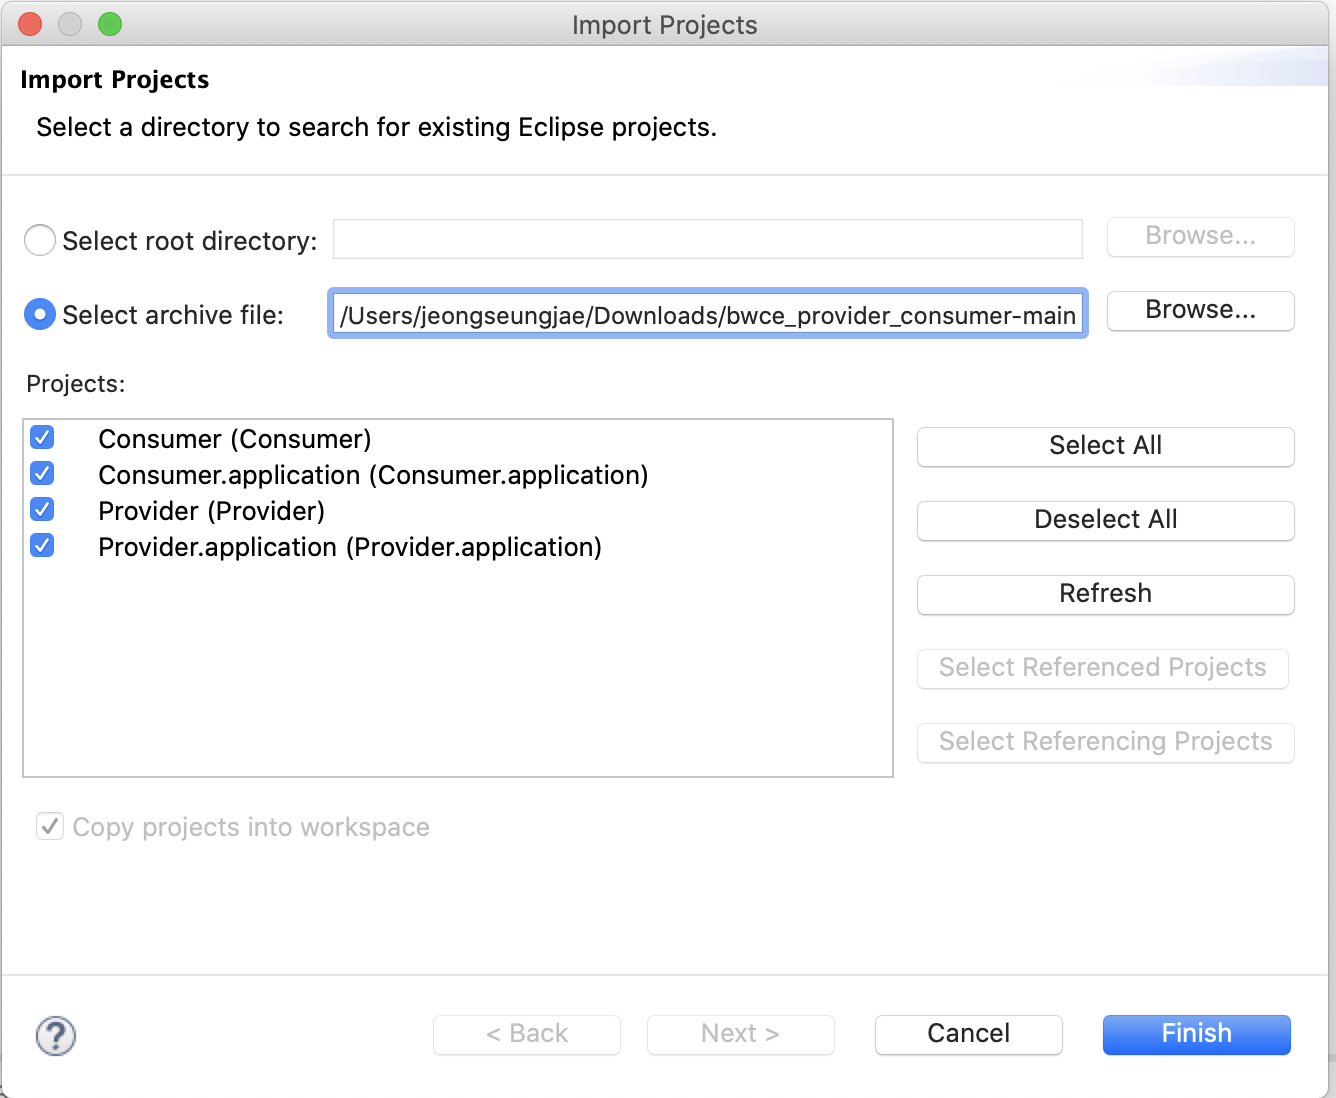 Import Projects
Import Projects
Select a directory to search for existing Eclipse projects.
Select root directory:
Browse...
Select archive file:
/Users/jeongseungjae/Downloads/bwce_provider_consumer-main
Browse...
Projects:
Consumer (Consumer)
Consumer.application (Consumer.application)
Provider (Provider)
Provider.application (Provider.application)
Select All
Deselect All
Refresh
Select Referenced Projects
Select Referencing Projects
Copy projects into workspace
?
< Back
Next >
Cancel
Finish